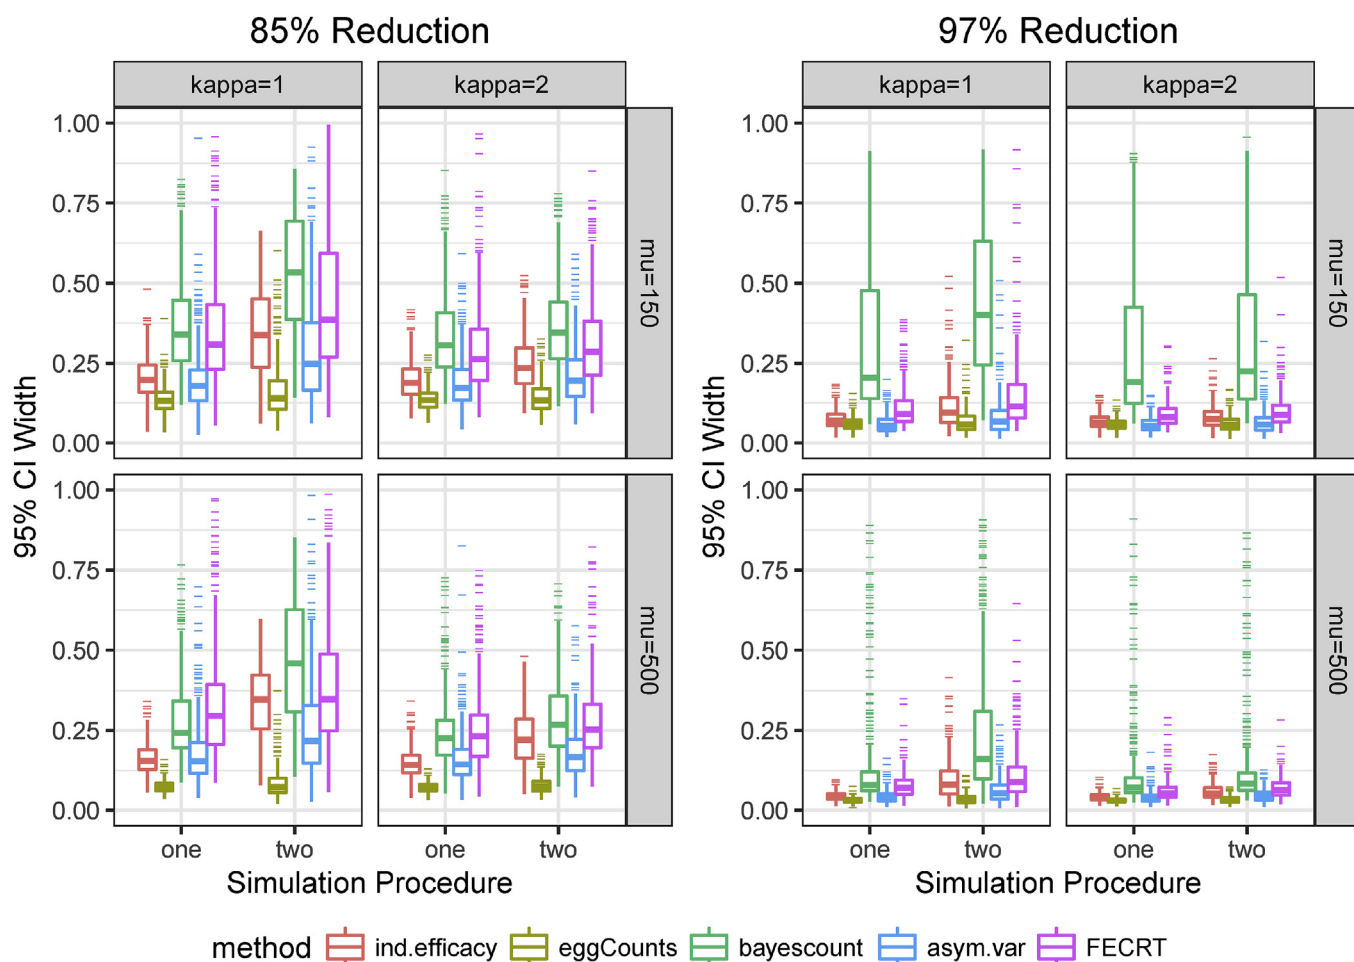 85% Reduction
97% Reduction
kappa=1
kappa=2
kappa=1
kappa=2
95% CI Width
1.00
0.75
0.50
0.25
0.00
mu=150
1.00
0.75
0.50
0.25
0.00
mu=500
one
two
one
two
Simulation Procedure
95% CI Width
1.00
0.75
0.50
0.25
0.00
mu=150
1.00
0.75
0.50
0.25
0.00
mu=500
one
two
one
two
Simulation Procedure
method ind.efficacy eggCounts bayescount asym.var FECRT